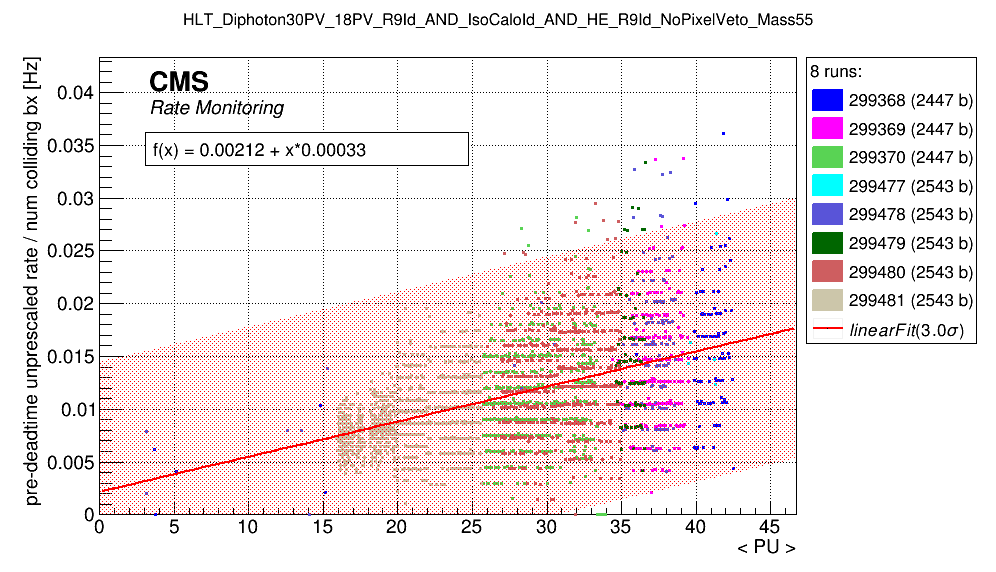 HLT_Diphoton30PV_18PV_R9Id_AND_IsoCaloId_AND_HE_R9Id_NoPixelVeto_Mass55
pre-deadtime unprescaled rate / num colliding bx [Hz]
0.04
0.035
0.03
0.025
0.02
0.015
0.01
0.005
0
CMS
Rate Monitoring
f(x) = 0.00212 + x*0.00033
0 5 10 15 20 25 30 35 40 45
< PU >
8 runs:
299368 (2447 b)
299369 (2447 b)
299370 (2447 b)
299477 (2543 b)
299478 (2543 b)
299479 (2543 b)
299480 (2543 b)
299481 (2543 b)
linearFit(3.0σ)